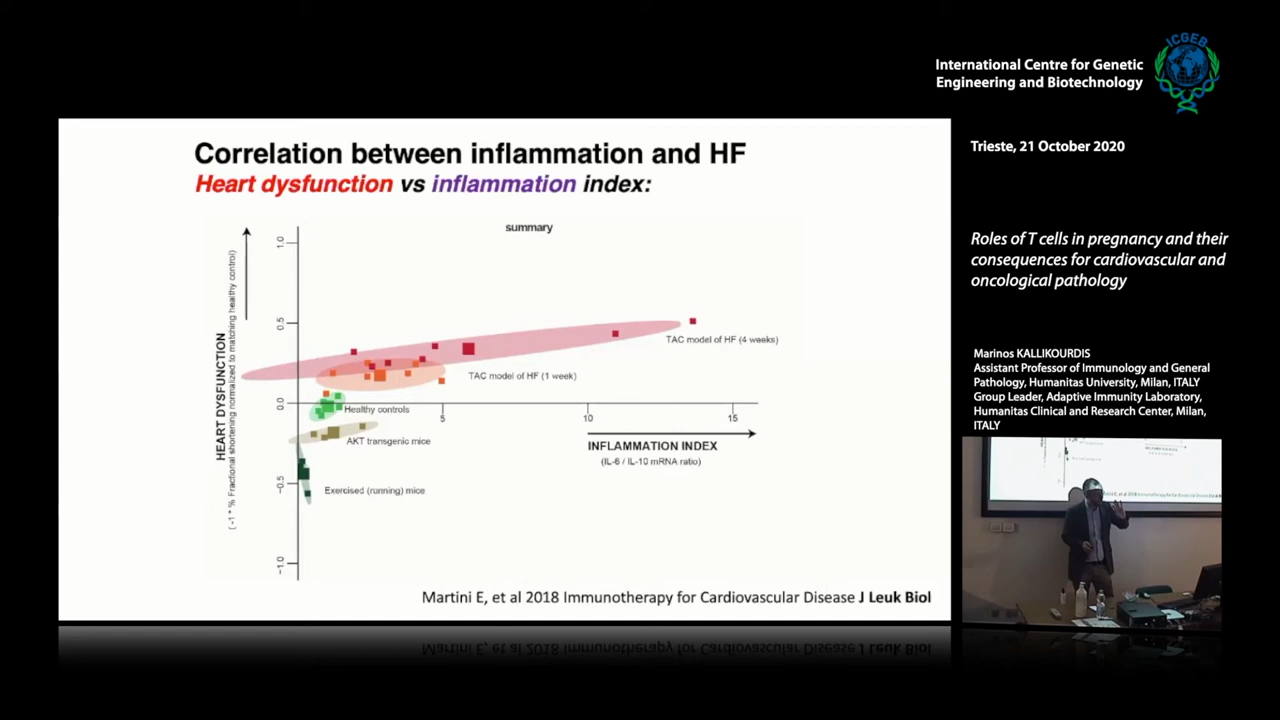 ICGEB
International Centre for Genetic
Engineering and Biotechnology
Trieste, 21 October 2020
Roles of T cells in pregnancy and their
consequences for cardiovascular and
oncological pathology
Marinos KALLIKOURDIS
Assistant Professor of Immunology and General
Pathology, Humanitas University, Milan, ITALY
Group Leader, Adaptive Immunity Laboratory,
Humanitas Clinical and Research Center, Milan,
ITALY
Correlation between inflammation and HF
Heart dysfunction vs inflammation index:
summary
HEART DYSFUNCTION
( -1 * % Fractional shortening normalized to matching healthy control)
1.0
0.5
0.0
-0.5
-1.0
TAC model of HF (4 weeks)
TAC model of HF (1 week)
Healthy controls
5
10
15
AKT transgenic mice
INFLAMMATION INDEX
(IL-6 / IL-10 mRNA ratio)
Exercised (running) mice
Martini E, et al 2018 Immunotherapy for Cardiovascular Disease J Leuk Biol